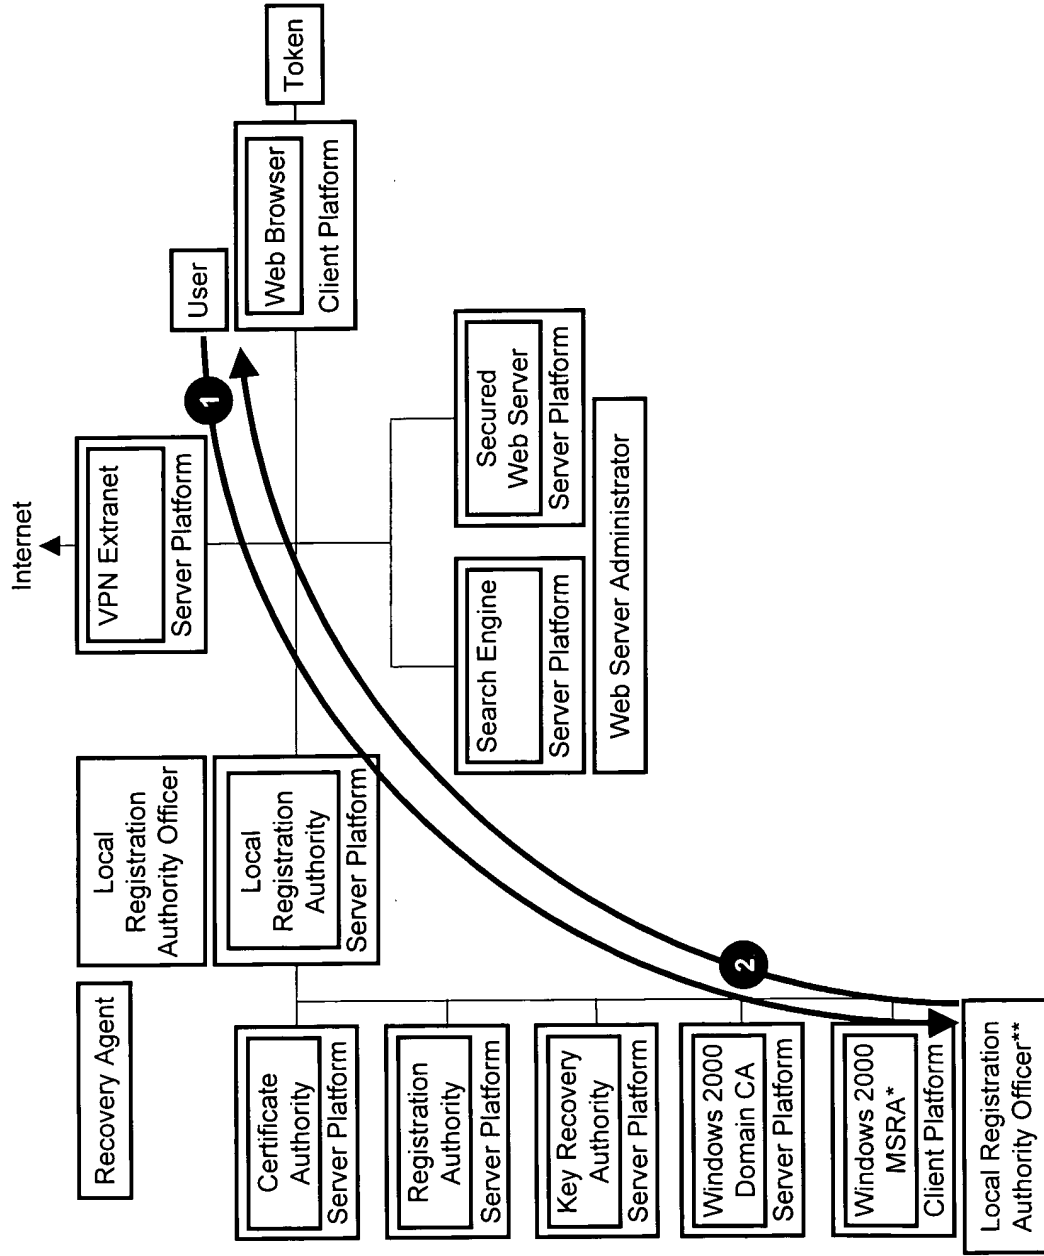 Recovery Agent
Local
Registration
Authority Officer
VPN Extranet
Server Platform
Internet
User
Certificate
Authority
Server Platform
Local
Registration
Authority
Server Platform
1
Web Browser
Client Platform
Token
Registration
Authority
Server Platform
Key Recovery
Authority
Server Platform
Search Engine
Server Platform
Secured
Web Server
Server Platform
Web Server Administrator
Windows 2000
Domain CA
Server Platform
2
Windows 2000
MSRA*
Client Platform
Local Registration
Authority Officer**